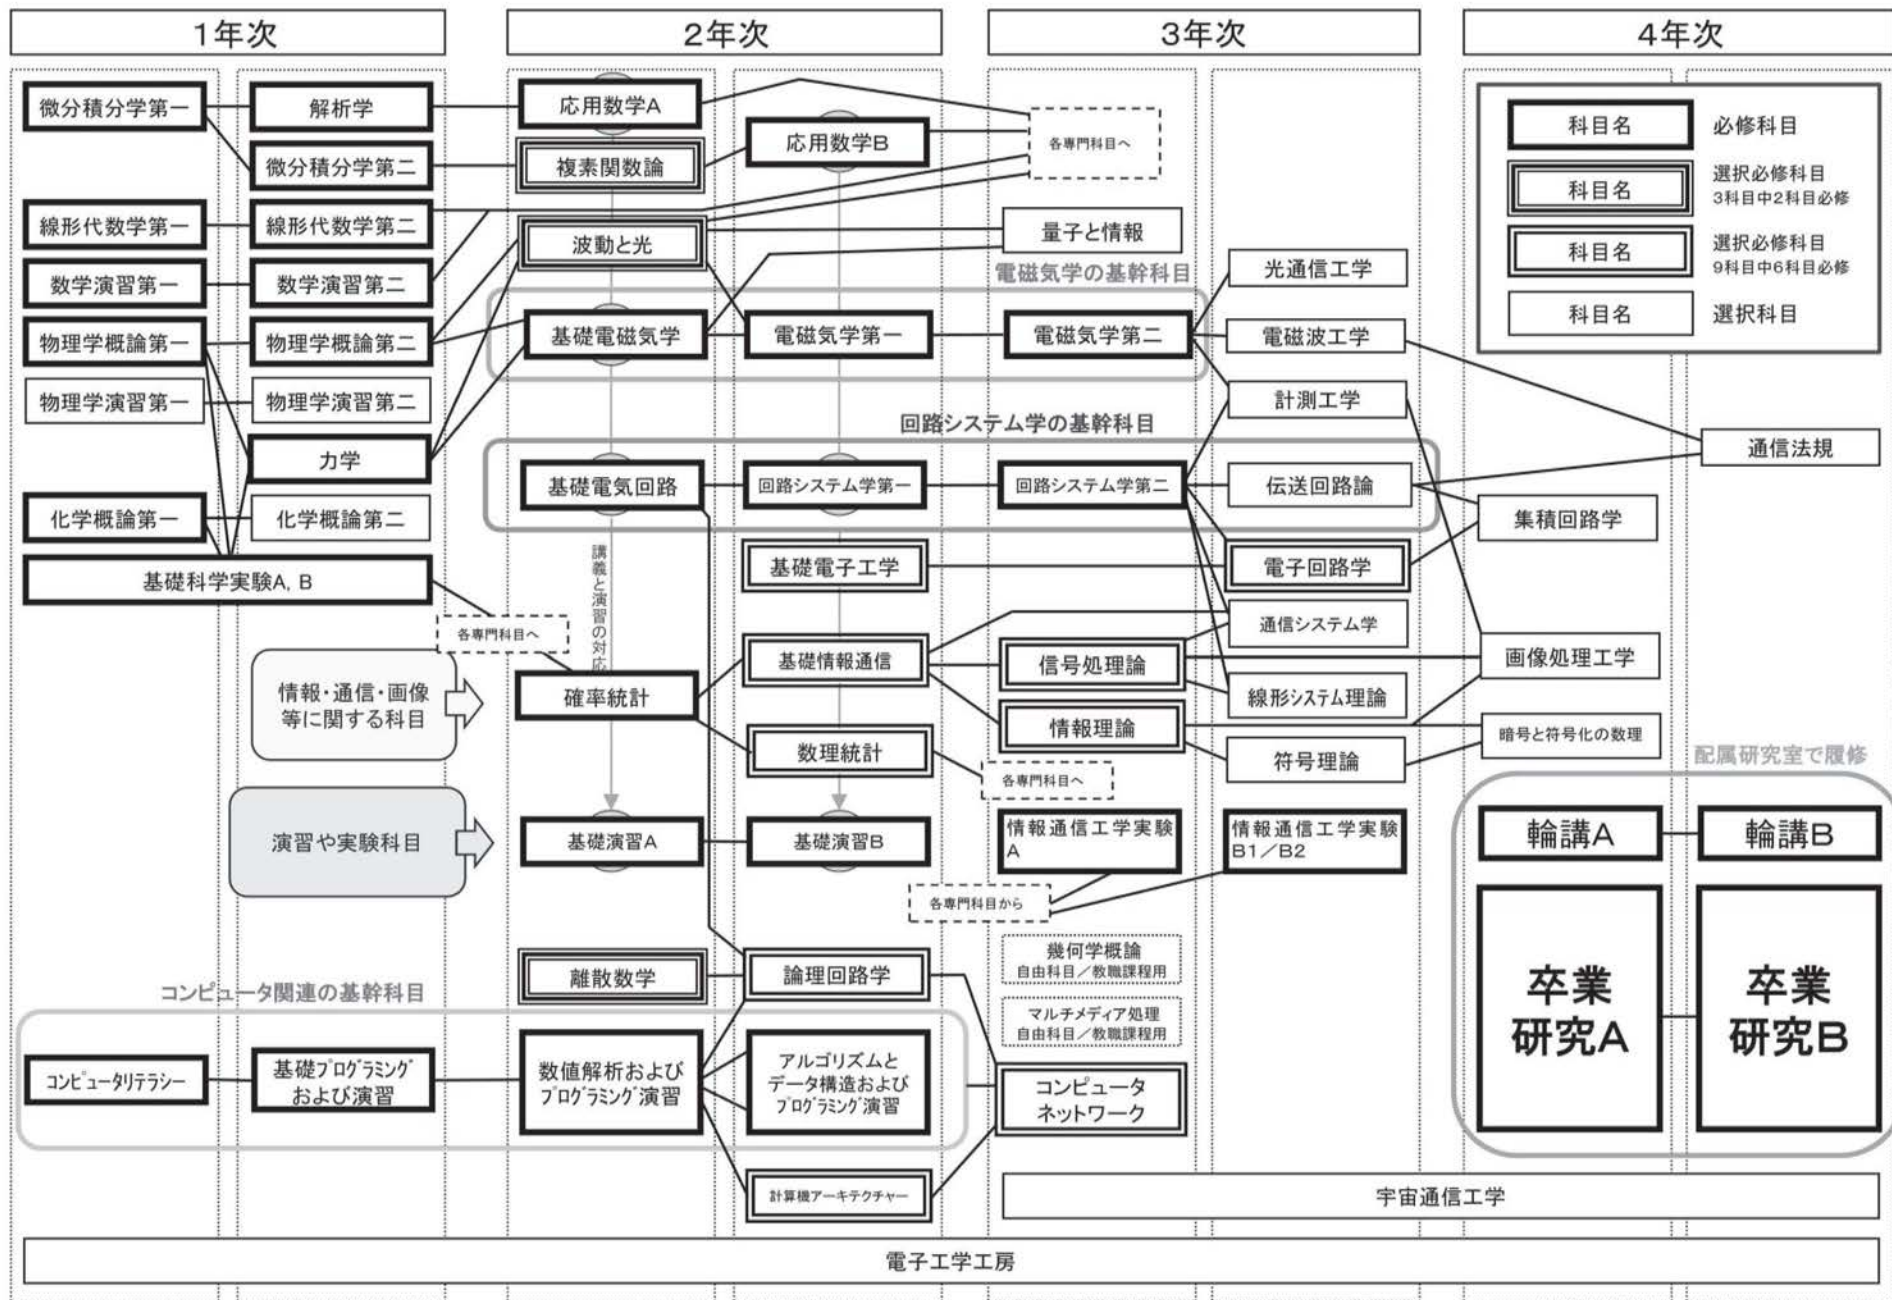 1年次
2年次
3年次
4年次
微分積分学第一
解析学
微分積分学第二
線形代数学第一
線形代数学第二
数学演習第一
数学演習第二
物理学概論第一
物理学概論第二
物理学演習第一
物理学演習第二
力学
化学概論第一
化学概論第二
基礎科学実験A, B
各専門科目へ
情報・通信・画像
等に関する科目
演習や実験科目
コンピュータ関連の基幹科目
コンピュータリテラシー
基礎プログラミング
および演習
応用数学A
複素関数論
波動と光
基礎電磁気学
基礎電気回路
講義と演習の対応
確率統計
基礎演習A
離散数学
数値解析および
プログラミング演習
応用数学B
電磁気学第一
回路システム学第一
基礎電子工学
基礎情報通信
数理統計
基礎演習B
論理回路学
アルゴリズムと
データ構造および
プログラミング演習
計算機アーキテクチャー
各専門科目へ
量子と情報
電磁気学の基幹科目
電磁気学第二
回路システム学の基幹科目
回路システム学第二
信号処理論
情報理論
各専門科目へ
情報通信工学実験
A
各専門科目から
幾何学概論
自由科目/教職課程用
マルチメディア処理
自由科目/教職課程用
コンピュータ
ネットワーク
光通信工学
電磁波工学
計測工学
伝送回路論
電子回路学
通信システム学
線形システム理論
符号理論
情報通信工学実験
B1/B2
科目名
必修科目
科目名
選択必修科目
3科目中2科目必修
科目名
選択必修科目
9科目中6科目必修
科目名
選択科目
通信法規
集積回路学
画像処理工学
暗号と符号化の数理
配属研究室で履修
輪講A
輪講B
卒業
研究A
卒業
研究B
宇宙通信工学
電子工学工房